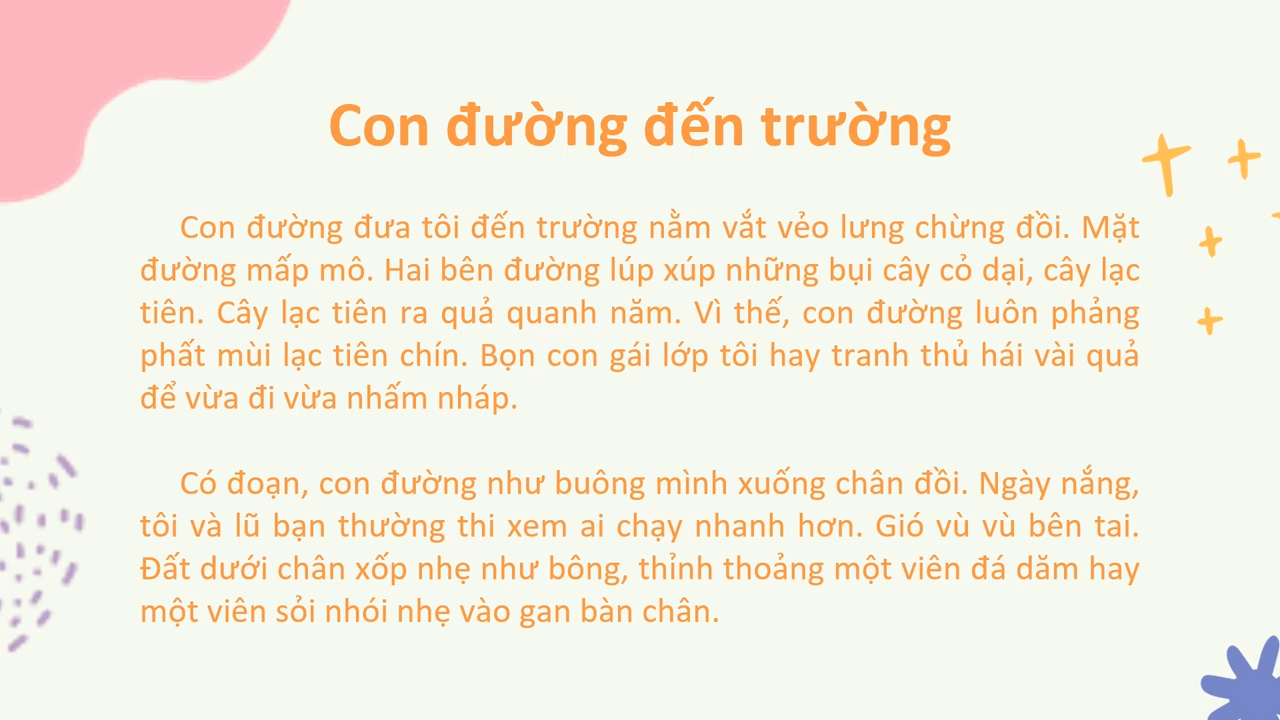 Con đường đến trường
Con đường đưa tôi đến trường nằm vắt vẻo lưng chừng đồi. Mặt
đường mấp mô. Hai bên đường lúp xúp những bụi cây cỏ dại, cây lạc
tiên. Cây lạc tiên ra quả quanh năm. Vì thế, con đường luôn phảng
phất mùi lạc tiên chín. Bọn con gái lớp tôi hay tranh thủ hái vài quả
để vừa đi vừa nhấm nháp.
Có đoạn, con đường như buông mình xuống chân đồi. Ngày nắng,
tôi và lũ bạn thường thi xem ai chạy nhanh hơn. Gió vù vù bên tai.
Đất dưới chân xốp nhẹ như bông, thỉnh thoảng một viên đá dăm hay
một viên sỏi nhói nhẹ vào gan bàn chân.